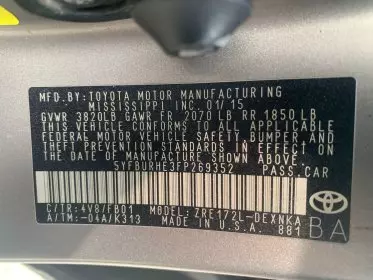 MFD.BY:TOYOTA MOTOR MANUFACTURING
MISSISSIPPI INC. 01/15
GVWR 3820LB GAWR FR 2070 LB RR 1850LB
THIS VEHICLE CONFORMS TO ALL APPLICABLE
FEDERAL MOTOR VEHICLE SAFETY, BUMPER AND
THEFT PREVENTION STANDARDS IN EFFECT ON
THE DATE OF MANUFACTURE SHOWN ABOVE.
5YFBURHE3FP269352 PASS.CAR
C/TR:4V8/FB01 MODEL:ZRE172L-DEXNKA
A/TM:-04A/K313 MADE IN U.S.A. 881
BA